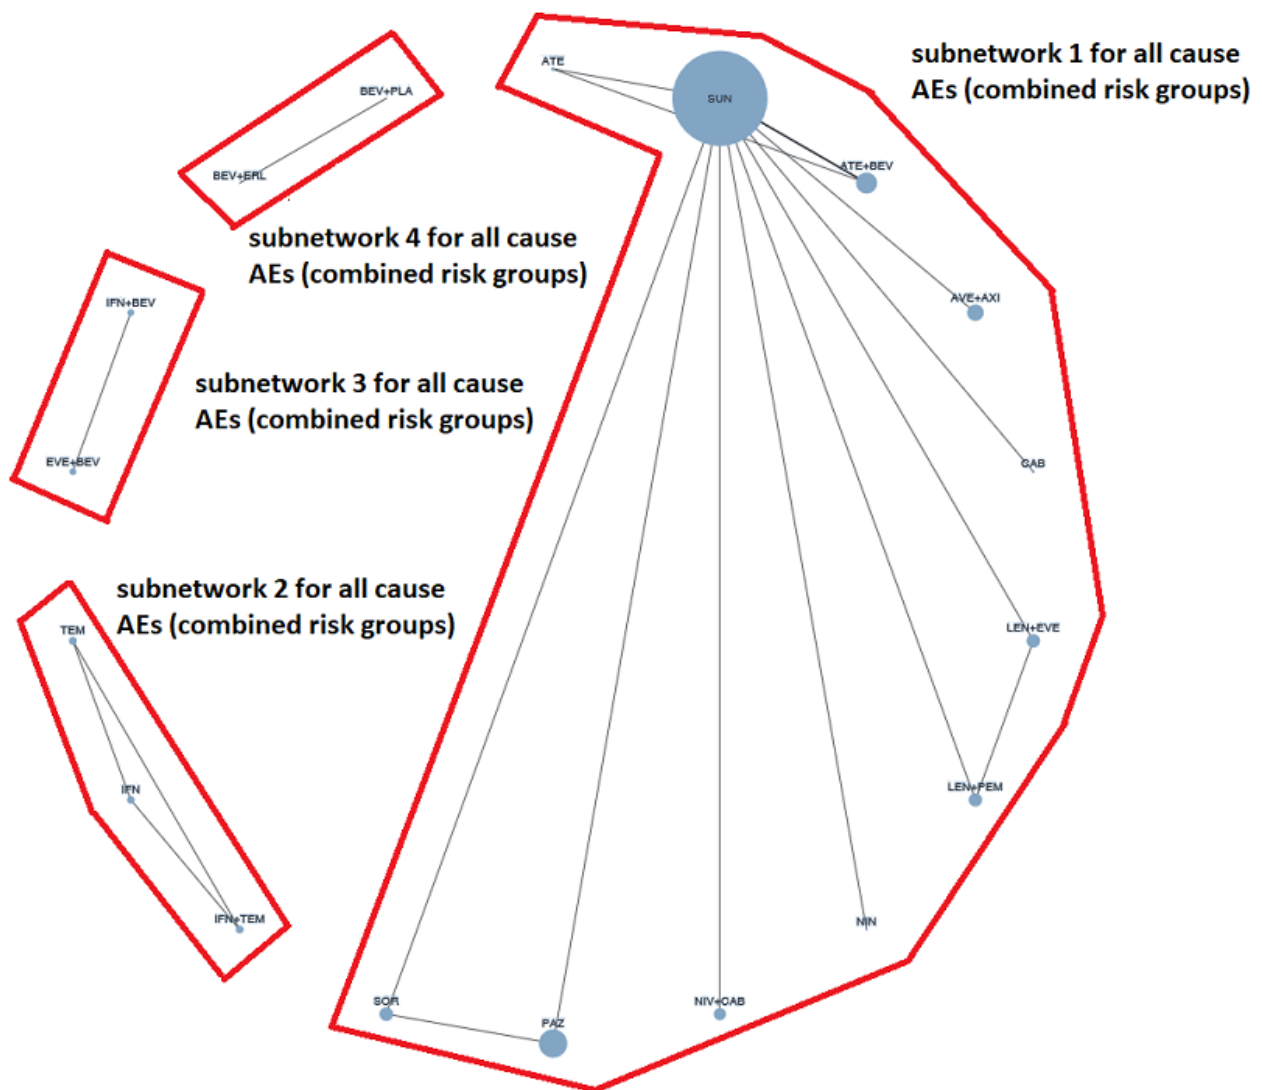 subnetwork 1 for all cause
AEs (combined risk groups)
ATE
SUN
BEV+PLA
ATE+BEV
BEV+ERL
subnetwork 4 for all cause
AEs (combined risk groups)
IFN+BEV
AVE+AXI
subnetwork 3 for all cause
AEs (combined risk groups)
EVE+BEV
CAB
subnetwork 2 for all cause
AEs (combined risk groups)
TEM
LEN+EVE
IFN
LEN+PEM
IFN+TEM
NIN
SOR
NIV+CAB
PAZ